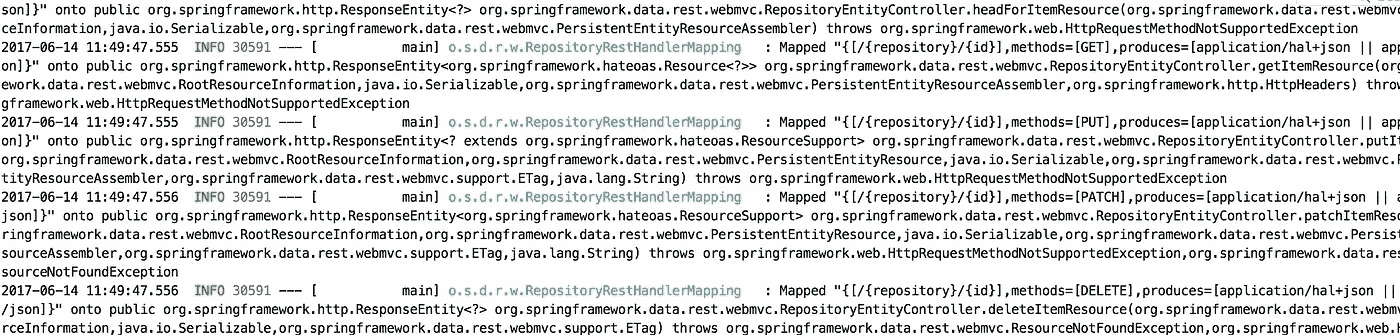 son]}" onto public org.springframework.http.ResponseEntity<?> org.springframework.data.rest.webmvc.RepositoryEntityController.headForItemResource(org.springframework.data.rest.webmvc
ceInformation,java.io.Serializable,org.springframework.data.rest.webmvc.PersistentEntityResourceAssembler) throws org.springframework.web.HttpRequestMethodNotSupportedException
2017-06-14 11:49:47.555  INFO 30591 --- [           main] o.s.d.r.w.RepositoryRestHandlerMapping   : Mapped "{[/{repository}/{id}],methods=[GET],produces=[application/hal+json || app
on]}" onto public org.springframework.http.ResponseEntity<org.springframework.hateoas.Resource<?>> org.springframework.data.rest.webmvc.RepositoryEntityController.getItemResource(org
ework.data.rest.webmvc.RootResourceInformation,java.io.Serializable,org.springframework.data.rest.webmvc.PersistentEntityResourceAssembler,org.springframework.http.HttpHeaders) throw
gframework.web.HttpRequestMethodNotSupportedException
2017-06-14 11:49:47.555  INFO 30591 --- [           main] o.s.d.r.w.RepositoryRestHandlerMapping   : Mapped "{[/{repository}/{id}],methods=[PUT],produces=[application/hal+json || app
on]}" onto public org.springframework.http.ResponseEntity<? extends org.springframework.hateoas.ResourceSupport> org.springframework.data.rest.webmvc.RepositoryEntityController.putIt
org.springframework.data.rest.webmvc.RootResourceInformation,org.springframework.data.rest.webmvc.PersistentEntityResource,java.io.Serializable,org.springframework.data.rest.webmvc.
tityResourceAssembler,org.springframework.data.rest.webmvc.support.ETag,java.lang.String) throws org.springframework.web.HttpRequestMethodNotSupportedException
2017-06-14 11:49:47.556  INFO 30591 --- [           main] o.s.d.r.w.RepositoryRestHandlerMapping   : Mapped "{[/{repository}/{id}],methods=[PATCH],produces=[application/hal+json || a
json]}" onto public org.springframework.http.ResponseEntity<org.springframework.hateoas.ResourceSupport> org.springframework.data.rest.webmvc.RepositoryEntityController.patchItemRes
ringframework.data.rest.webmvc.RootResourceInformation,org.springframework.data.rest.webmvc.PersistentEntityResource,java.io.Serializable,org.springframework.data.rest.webmvc.Persist
sourceAssembler,org.springframework.data.rest.webmvc.support.ETag,java.lang.String) throws org.springframework.web.HttpRequestMethodNotSupportedException,org.springframework.data.re
sourceNotFoundException
2017-06-14 11:49:47.556  INFO 30591 --- [           main] o.s.d.r.w.RepositoryRestHandlerMapping   : Mapped "{[/{repository}/{id}],methods=[DELETE],produces=[application/hal+json ||
/json]}" onto public org.springframework.http.ResponseEntity<?> org.springframework.data.rest.webmvc.RepositoryEntityController.deleteItemResource(org.springframework.data.rest.webm
rceInformation,java.io.Serializable,org.springframework.data.rest.webmvc.support.ETag) throws org.springframework.data.rest.webmvc.ResourceNotFoundException,org.springframework.web